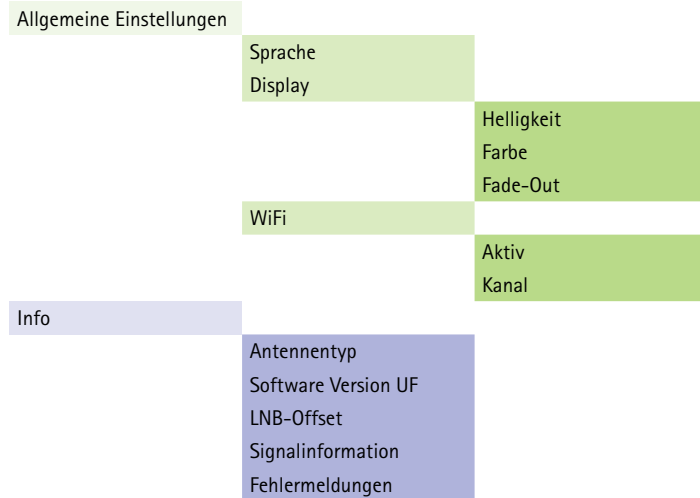 Allgemeine Einstellungen
Sprache
Display
Helligkeit
Farbe
Fade-Out
WiFi
Aktiv
Kanal
Info
Antennentyp
Software Version UF
LNB-Offset
Signalinformation
Fehlermeldungen